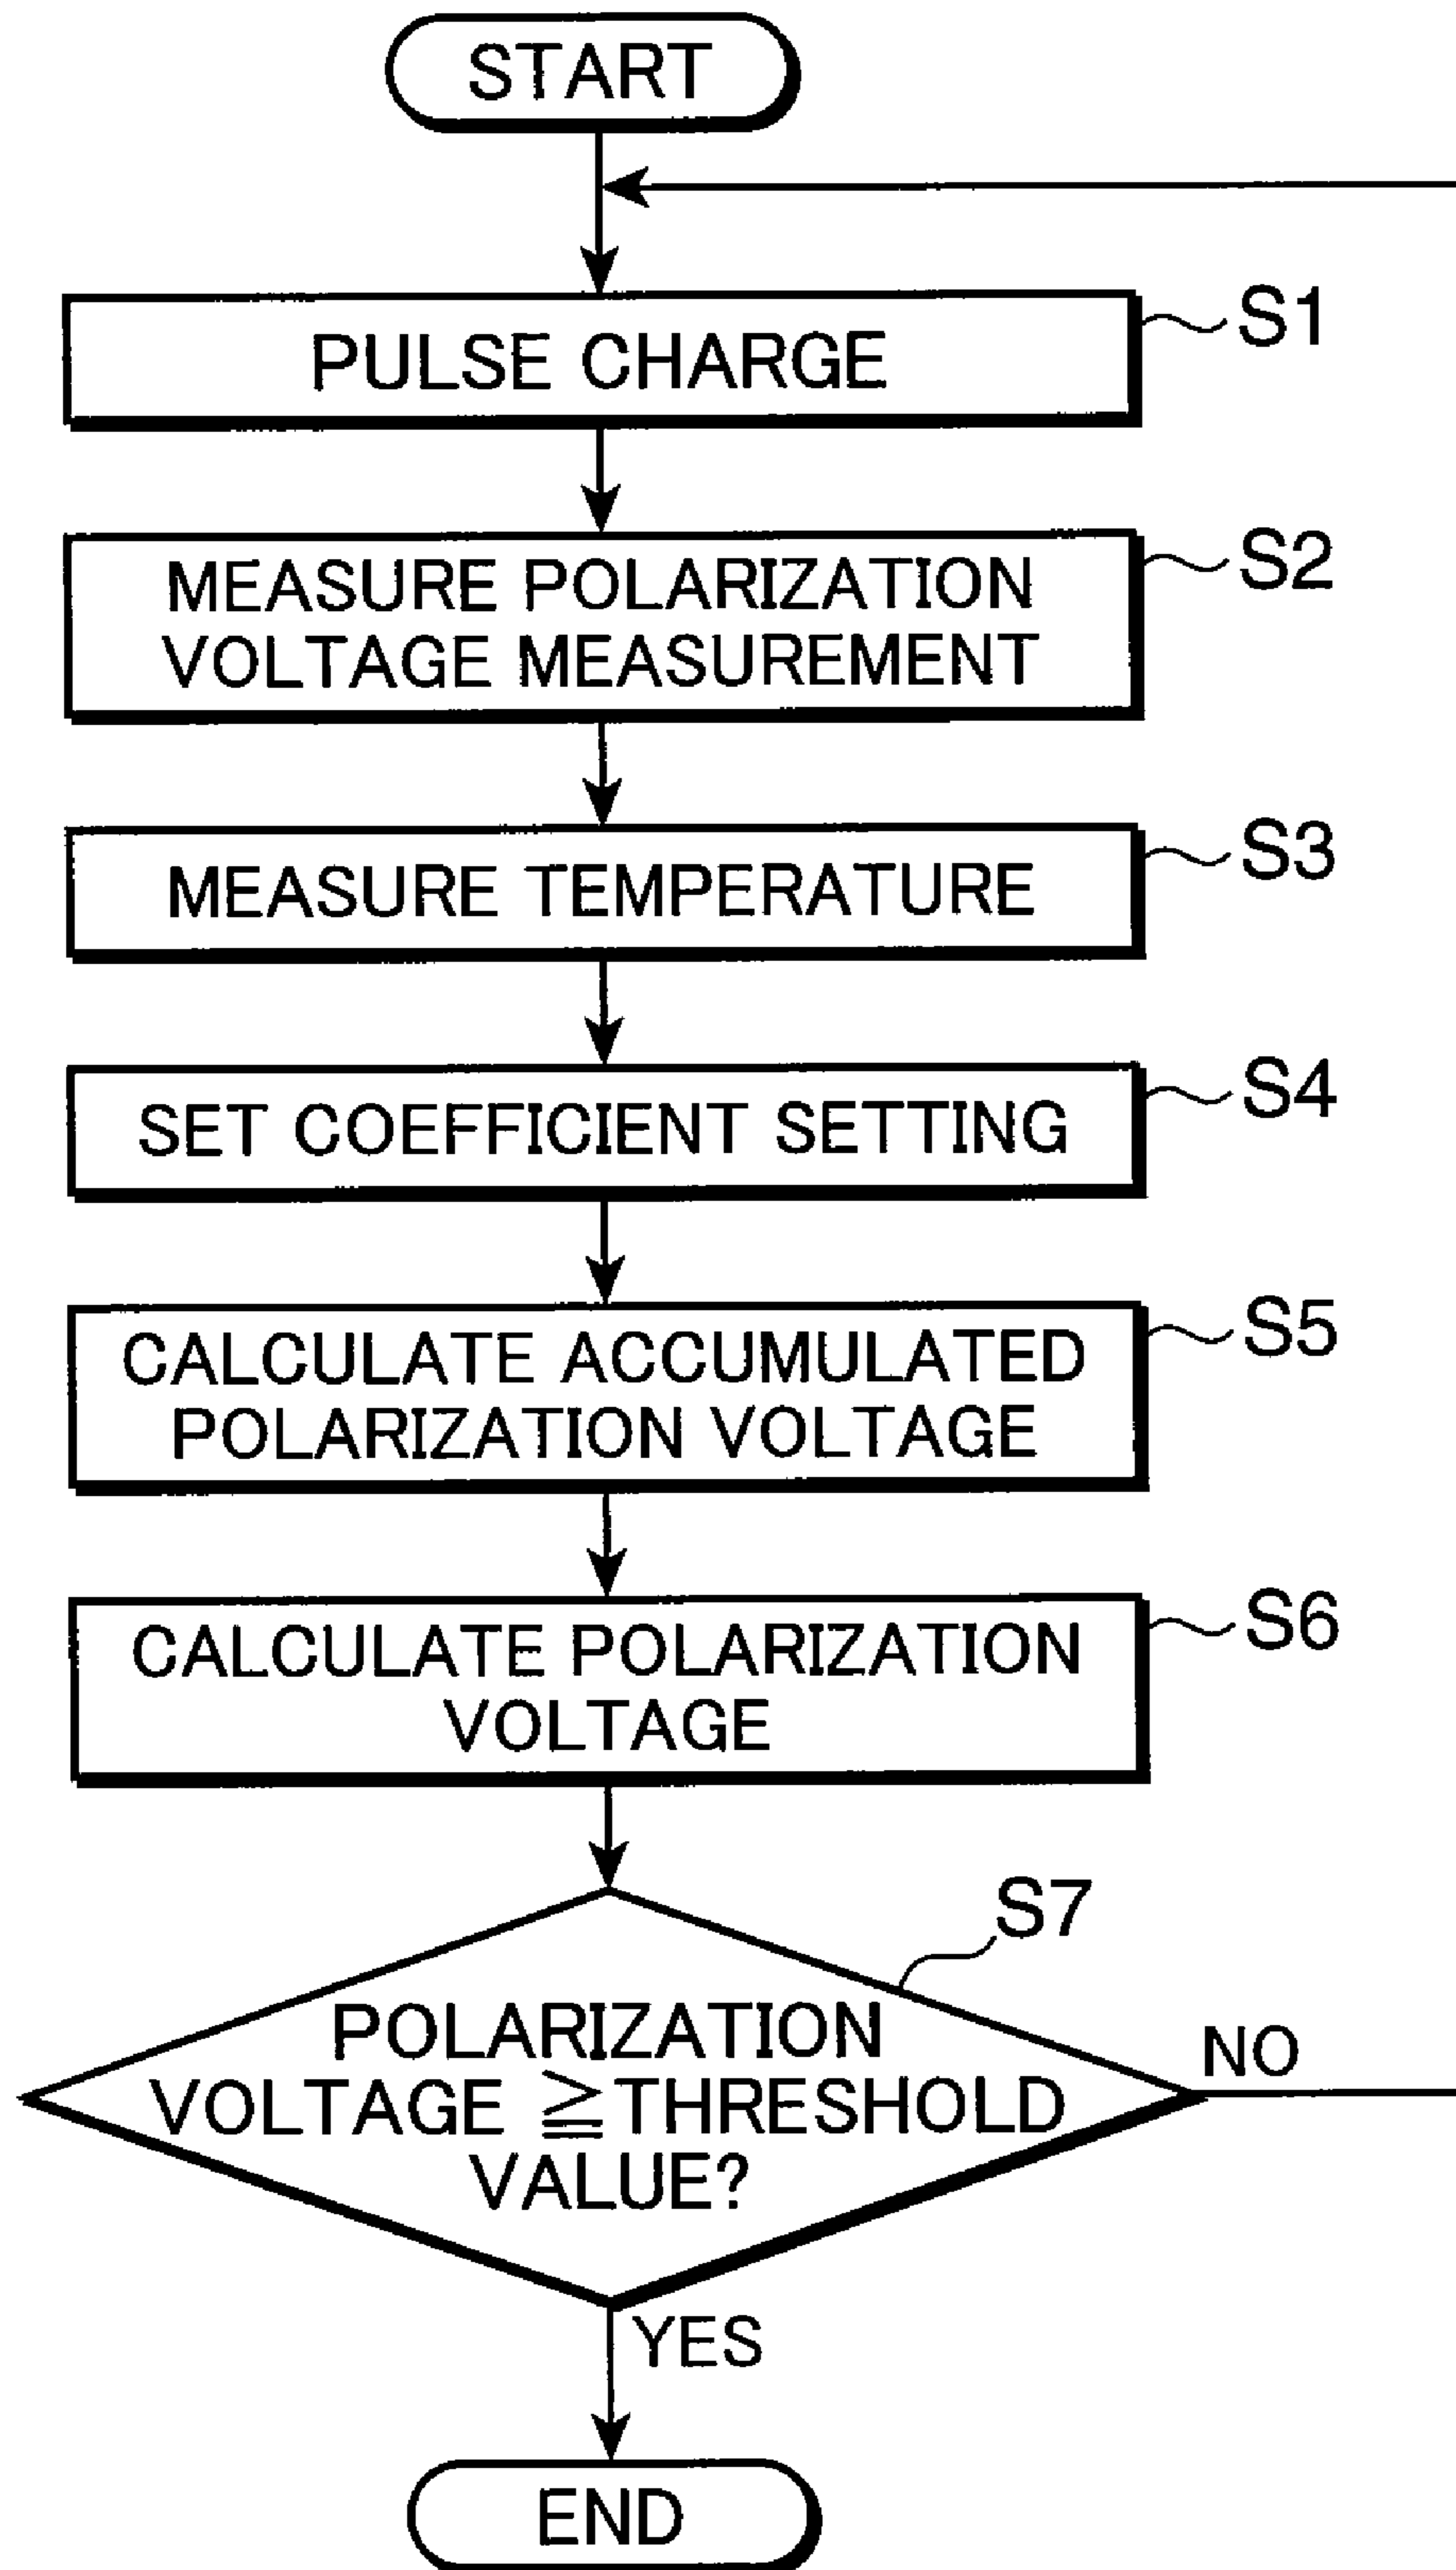 START
PULSE CHARGE
S1
MEASURE POLARIZATION
VOLTAGE MEASUREMENT
S2
MEASURE TEMPERATURE
S3
SET COEFFICIENT SETTING
S4
CALCULATE ACCUMULATED
POLARIZATION VOLTAGE
S5
CALCULATE POLARIZATION
VOLTAGE
S6
S7
POLARIZATION
VOLTAGE ≧ THRESHOLD
VALUE?
NO
YES
END